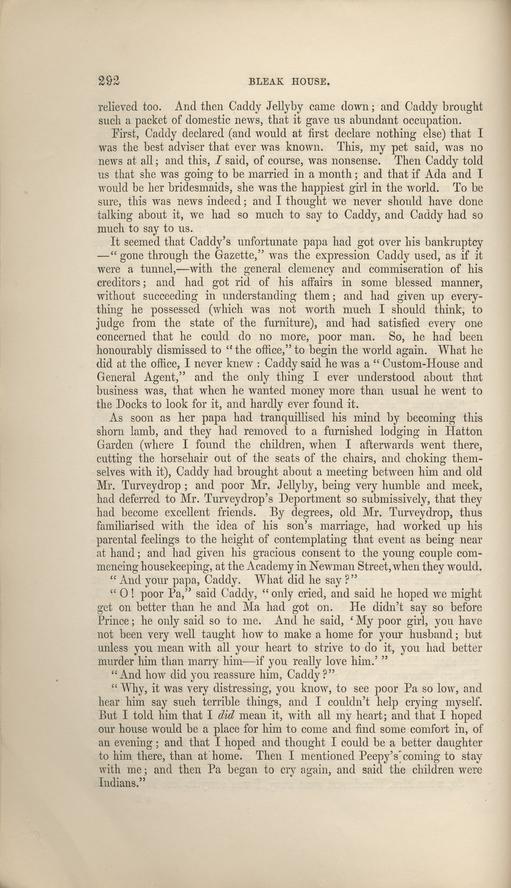 292 BLEAK HOUSE.
relieved too. And then Caddy Jellyby came down; and Caddy brought
such a packet of domestic news, that it gave us abundant occupation.
First, Caddy declared (and would at first declare nothing else) that I
was the best adviser that ever was known. This, my pet said, was no
news at all; and this, I said, of course, was nonsense. Then Caddy told
us that she was going to be married in a month; and that if Ada and I
would be her bridesmaids, she was the happiest girl in the world. To be
sure, this was news indeed; and I thought we never should have done
talking about it, we had so much to say to Caddy, and Caddy had so
much to say to us.
It seemed that Caddy's unfortunate papa had got over his bankruptcy
—“gone through the Gazette,” was the expression Caddy used, as if it
were a tunnel,—with the general clemency and commiseration of his
creditors; and had got rid of his affairs in some blessed manner,
without succeeding in understanding them; and had given up every-
thing he possessed (which was not worth much I should think, to
judge from the state of the furniture), and had satisfied every one
concerned that he could do no more, poor man. So, he had been
honourably dismissed to “the office,” to begin the world again. What he
did at the office, I never knew: Caddy said he was a “Custom-House and
General Agent,” and the only thing I ever understood about that
business was, that when he wanted money more than usual he went to
the Docks to look for it, and hardly ever found it.
As soon as her papa had tranquillised his mind by becoming this
shorn lamb, and they had removed to a furnished lodging in Hatton
Garden (where I found the children, when I afterwards went there,
cutting the horsehair out of the seats of the chairs, and choking them-
selves with it), Caddy had brought about a meeting between him and old
Mr. Turveydrop; and poor Mr. Jellyby, being very humble and meek,
had deferred to Mr. Turveydrop's Deportment so submissively, that they
had become excellent friends. By degrees, old Mr. Turveydrop, thus
familiarised with the idea of his son's marriage, had worked up his
parental feelings to the height of contemplating that event as being near
at hand; and had given his gracious consent to the young couple com-
mencing housekeeping, at the Academy in Newman Street, when they would.
“And your papa, Caddy. What did he say?”
“O! poor Pa,” said Caddy, “only cried, and said he hoped we might
get on better than he and Ma had got on. He didn't say so before
Prince; he only said so to me. And he said, ‘My poor girl, you have
not been very well taught how to make a home for your husband; but
unless you mean with all your heart to strive to do it, you had better
murder him than marry him—if you really love him.’”
“And how did you reassure him, Caddy?”
“Why, it was very distressing, you know, to see poor Pa so low, and
hear him say such terrible things, and I couldn't help crying myself.
But I told him that I did mean it, with all my heart; and that I hoped
our house would be a place for him to come and find some comfort in, of
an evening; and that I hoped and thought I could be a better daughter
to him there, than at home. Then I mentioned Peepy's coming to stay
with me; and then Pa began to cry again, and said the children were
Indians.”